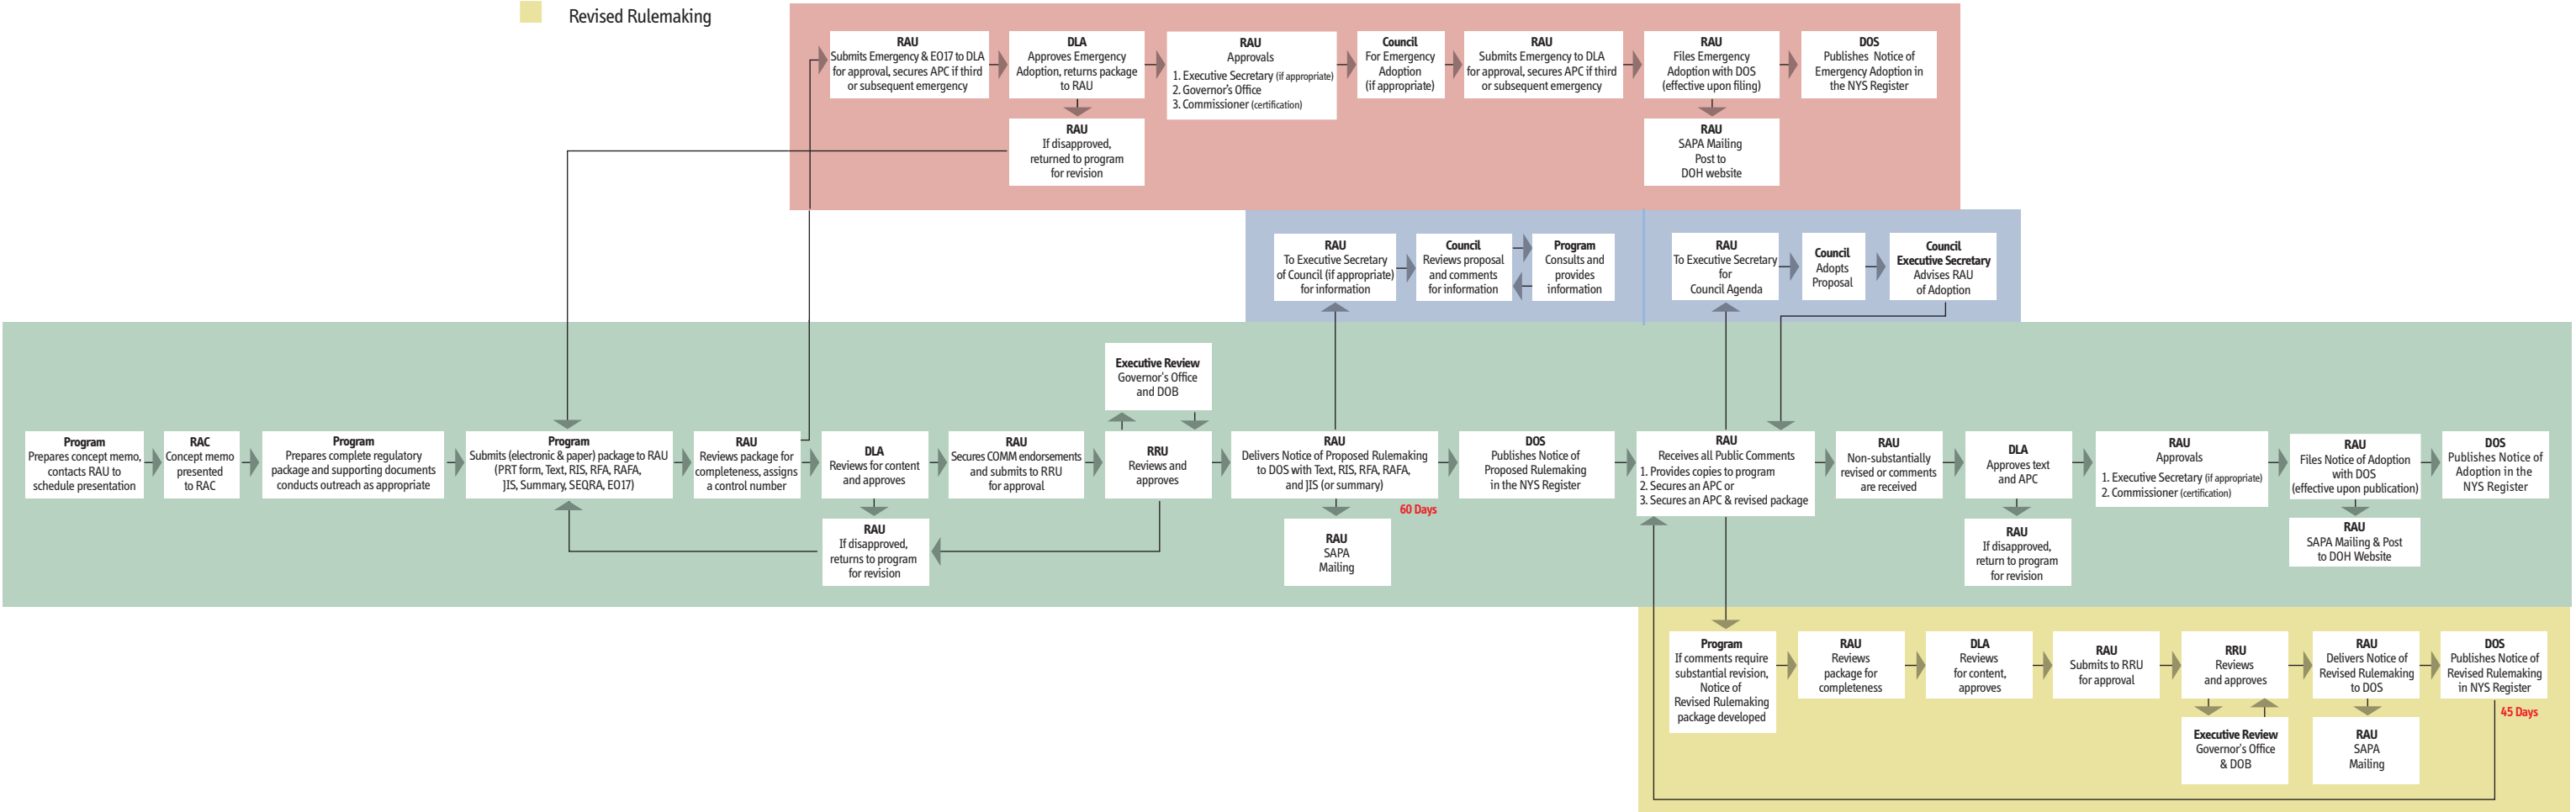 Revised Rulemaking
RAU
Submits Emergency & EO17 to DLA
for approval, secures APC if third
or subsequent emergency
DLA
Approves Emergency
Adoption, returns package
to RAU
RAU
Approvals
1. Executive Secretary (if appropriate)
2. Governor's Office
3. Commissioner (certification)
Council
For Emergency
Adoption
(if appropriate)
RAU
Submits Emergency to DLA
for approval, secures APC if third
or subsequent emergency
RAU
Files Emergency
Adoption with DOS
(effective upon filing)
DOS
Publishes Notice of
Emergency Adoption in
the NYS Register
RAU
If disapproved,
returned to program
for revision
RAU
SAPA Mailing
Post to
DOH website
RAU
To Executive Secretary
of Council (if appropriate)
for information
Council
Reviews proposal
and comments
for information
Program
Consults and
provides
information
RAU
To Executive Secretary
for
Council Agenda
Council
Adopts
Proposal
Council
Executive Secretary
Advises RAU
of Adoption
Executive Review
Governor's Office
and DOB
Program
Prepares concept memo,
contacts RAU to
schedule presentation
RAC
Concept memo
presented
to RAC
Program
Prepares complete regulatory
package and supporting documents
conducts outreach as appropriate
Program
Submits (electronic & paper) package to RAU
(PRT form, Text, RIS, RFA, RAFA,
JIS, Summary, SEQRA, EO17)
RAU
Reviews package for
completeness, assigns
a control number
DLA
Reviews for content
and approves
RAU
Secures COMM endorsements
and submits to RRU
for approval
RRU
Reviews and
approves
RAU
Delivers Notice of Proposed Rulemaking
to DOS with Text, RIS, RFA, RAFA,
and JIS (or summary)
60 Days
DOS
Publishes Notice of
Proposed Rulemaking
in the NYS Register
RAU
Receives all Public Comments
1. Provides copies to program
2. Secures an APC or
3. Secures an APC & revised package
RAU
Non-substantially
revised or comments
are received
DLA
Approves text
and APC
RAU
Approvals
1. Executive Secretary (if appropriate)
2. Commissioner (certification)
RAU
Files Notice of Adoption
with DOS
(effective upon publication)
DOS
Publishes Notice of
Adoption in the
NYS Register
RAU
If disapproved,
returns to program
for revision
RAU
SAPA
Mailing
RAU
If disapproved,
return to program
for revision
RAU
SAPA Mailing & Post
to DOH Website
Program
If comments require
substantial revision,
Notice of
Revised Rulemaking
package developed
RAU
Reviews
package for
completeness
DLA
Reviews
for content,
approves
RAU
Submits to RRU
for approval
RRU
Reviews
and approves
RAU
Delivers Notice of
Revised Rulemaking
to DOS
DOS
Publishes Notice of
Revised Rulemaking
in NYS Register
45 Days
Executive Review
Governor's Office
& DOB
RAU
SAPA
Mailing